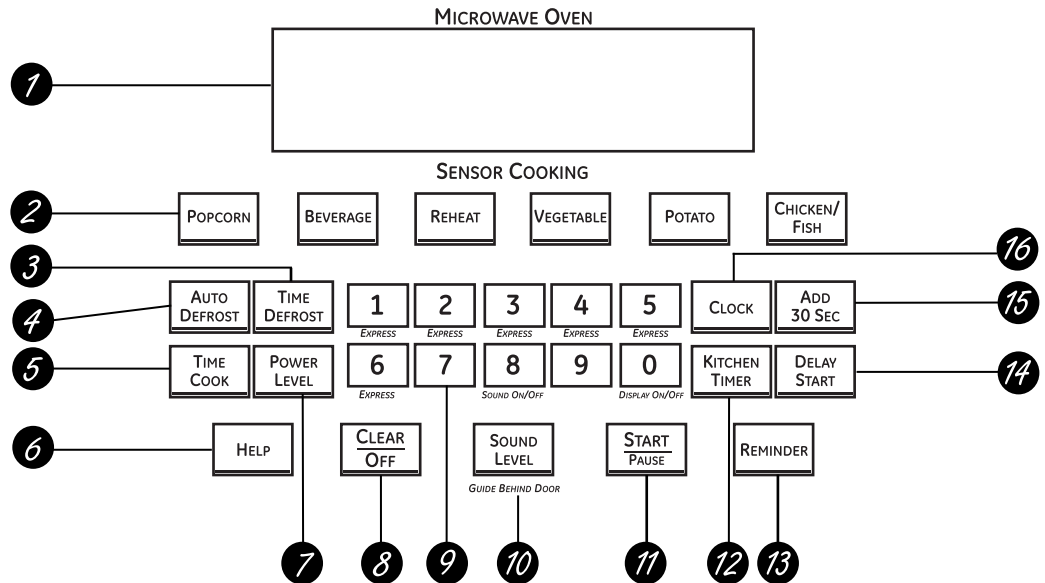 MICROWAVE OVEN
1
SENSOR COOKING
2 POPCORN BEVERAGE REHEAT VEGETABLE POTATO CHICKEN/
FISH
16
3
4 AUTO
DEFROST
TIME
DEFROST
1 2 3 4 5
CLOCK
ADD
30 SEC
15
EXPRESS EXPRESS EXPRESS EXPRESS EXPRESS
5 TIME
COOK
POWER
LEVEL
6 7 8 9 0
KITCHEN
TIMER
DELAY
START
14
EXPRESS SOUND ON/OFF DISPLAY ON/OFF
6 HELP
CLEAR
OFF
SOUND
LEVEL
START
PAUSE
REMINDER
GUIDE BEHIND DOOR
7 8 9 10 11 12 13